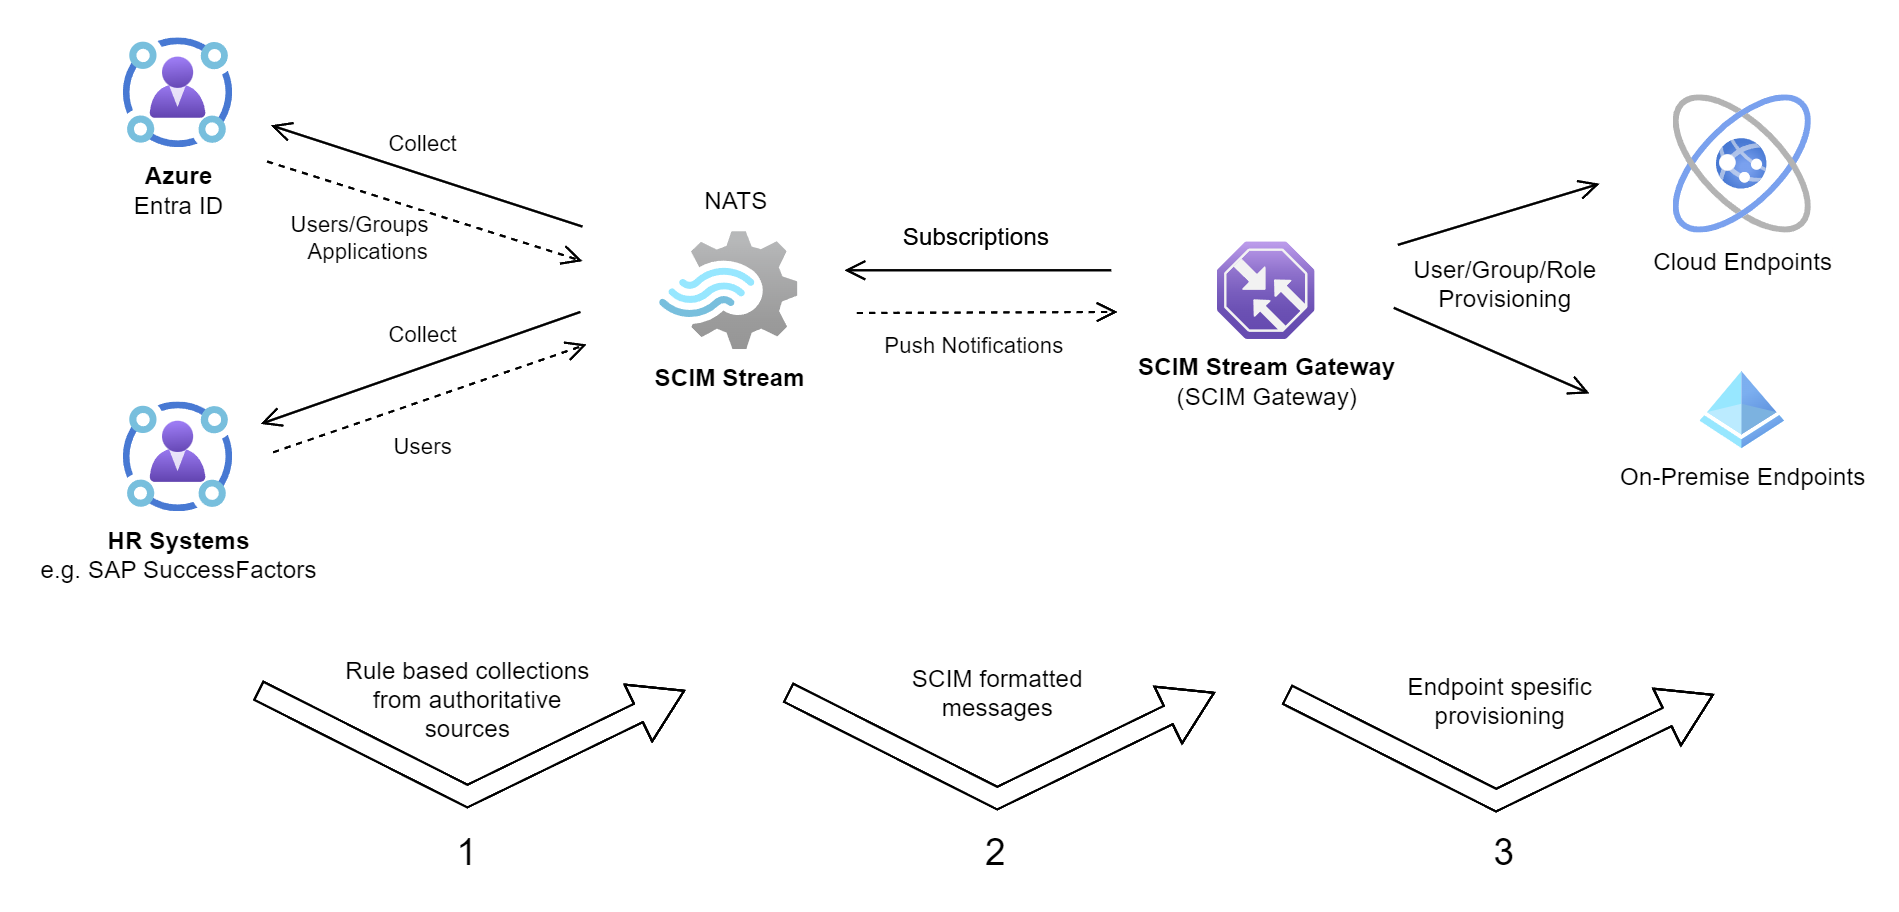 Azure
Entra ID
Collect
Users/Groups
Applications
Collect
Users
HR Systems
e.g. SAP SuccessFactors
NATS
SCIM Stream
Subscriptions
Push Notifications
SCIM Stream Gateway
(SCIM Gateway)
User/Group/Role
Provisioning
Cloud Endpoints
On-Premise Endpoints
Rule based collections
from authoritative
sources
1
SCIM formatted
messages
2
Endpoint spesific
provisioning
3